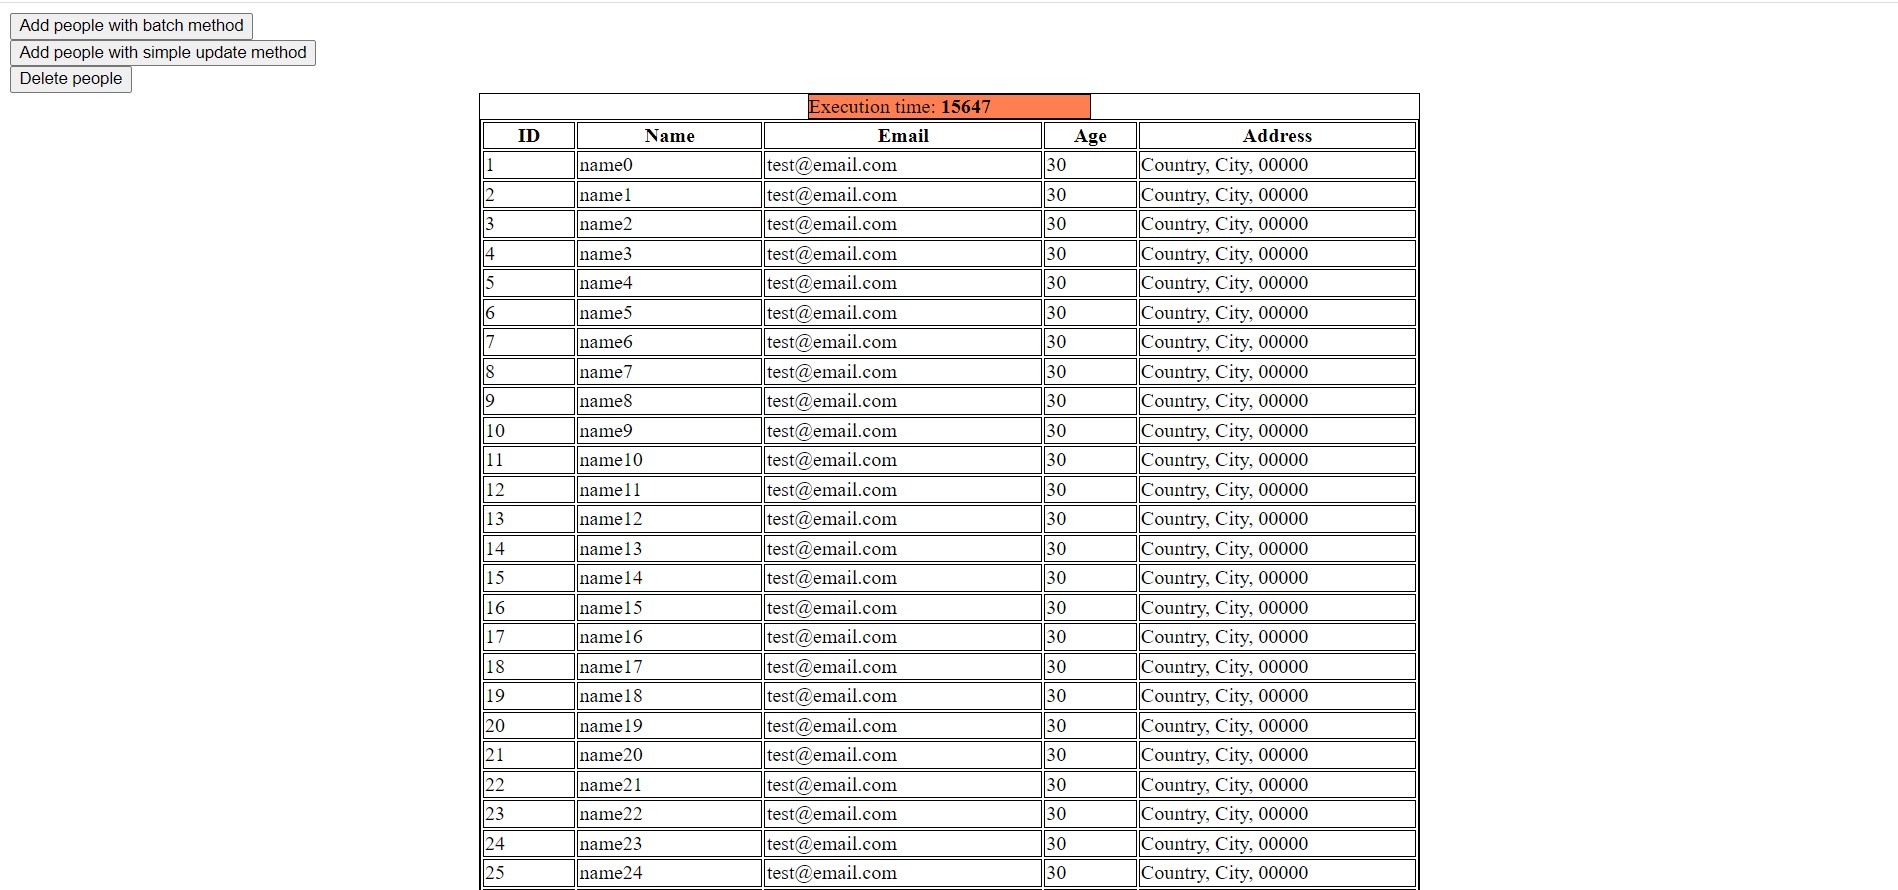 Add people with batch method
Add people with simple update method
Delete people
Execution time: 15647
ID Name Email Age Address
1 name0 test@email.com 30 Country, City, 00000
2 name1 test@email.com 30 Country, City, 00000
3 name2 test@email.com 30 Country, City, 00000
4 name3 test@email.com 30 Country, City, 00000
5 name4 test@email.com 30 Country, City, 00000
6 name5 test@email.com 30 Country, City, 00000
7 name6 test@email.com 30 Country, City, 00000
8 name7 test@email.com 30 Country, City, 00000
9 name8 test@email.com 30 Country, City, 00000
10 name9 test@email.com 30 Country, City, 00000
11 name10 test@email.com 30 Country, City, 00000
12 name11 test@email.com 30 Country, City, 00000
13 name12 test@email.com 30 Country, City, 00000
14 name13 test@email.com 30 Country, City, 00000
15 name14 test@email.com 30 Country, City, 00000
16 name15 test@email.com 30 Country, City, 00000
17 name16 test@email.com 30 Country, City, 00000
18 name17 test@email.com 30 Country, City, 00000
19 name18 test@email.com 30 Country, City, 00000
20 name19 test@email.com 30 Country, City, 00000
21 name20 test@email.com 30 Country, City, 00000
22 name21 test@email.com 30 Country, City, 00000
23 name22 test@email.com 30 Country, City, 00000
24 name23 test@email.com 30 Country, City, 00000
25 name24 test@email.com 30 Country, City, 00000